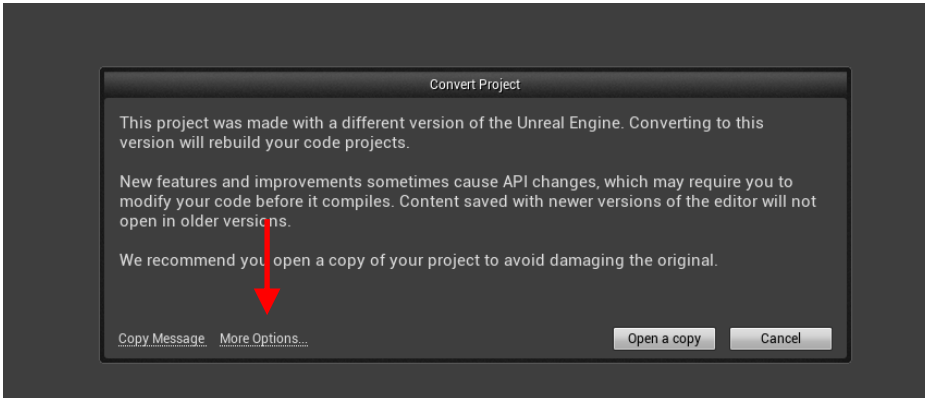 Convert Project
This project was made with a different version of the Unreal Engine. Converting to this
version will rebuild your code projects.
New features and improvements sometimes cause API changes, which may require you to
modify your code before it compiles. Content saved with newer versions of the editor will not
open in older versions.
We recommend you open a copy of your project to avoid damaging the original.
Copy Message More Options... Open a copy Cancel